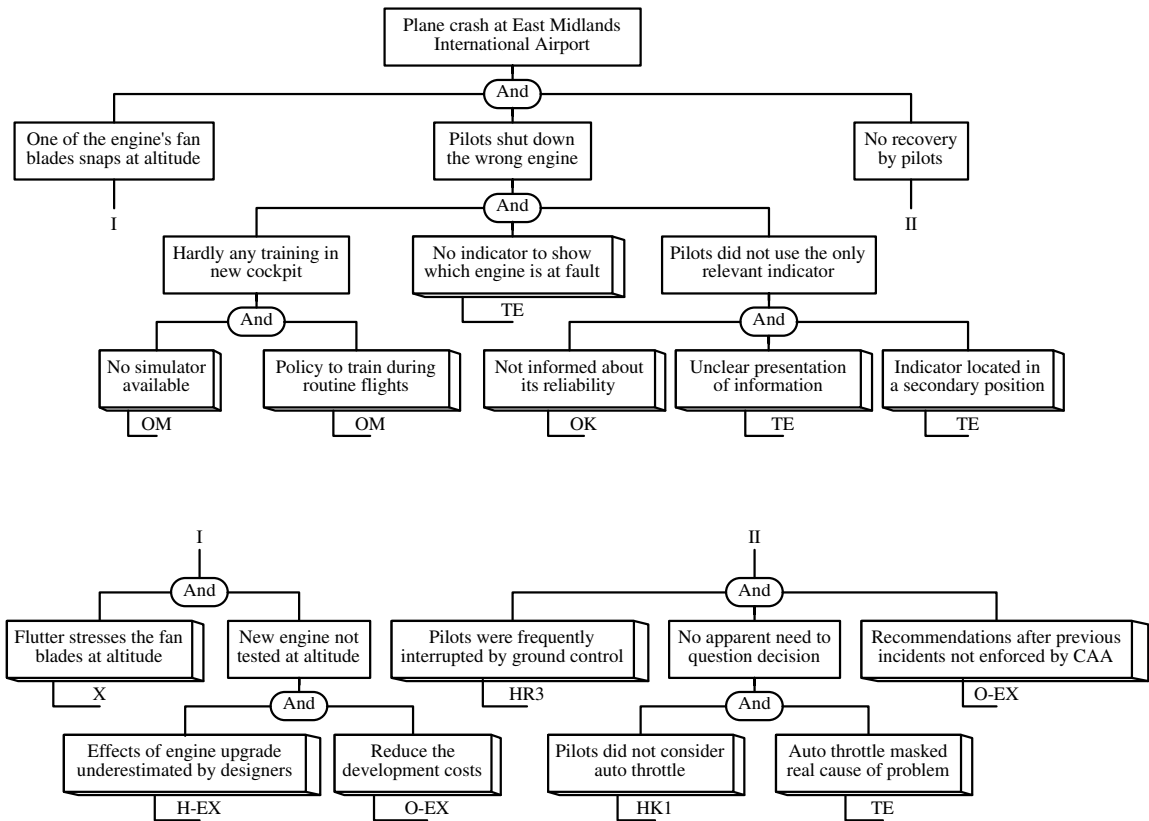 Plane crash at East Midlands
International Airport
And
One of the engine's fan
blades snaps at altitude
Pilots shut down
the wrong engine
No recovery
by pilots
I
And
II
Hardly any training in
new cockpit
No indicator to show
which engine is at fault
Pilots did not use the only
relevant indicator
And
TE
And
No simulator
available
Policy to train during
routine flights
Not informed about
its reliability
Unclear presentation
of information
Indicator located in
a secondary position
OM
OM
OK
TE
TE
I
II
And
And
Flutter stresses the fan
blades at altitude
New engine not
tested at altitude
Pilots were frequently
interrupted by ground control
No apparent need to
question decision
Recommendations after previous
incidents not enforced by CAA
X
And
HR3
And
O-EX
Effects of engine upgrade
underestimated by designers
Reduce the
development costs
Pilots did not consider
auto throttle
Auto throttle masked
real cause of problem
H-EX
O-EX
HK1
TE